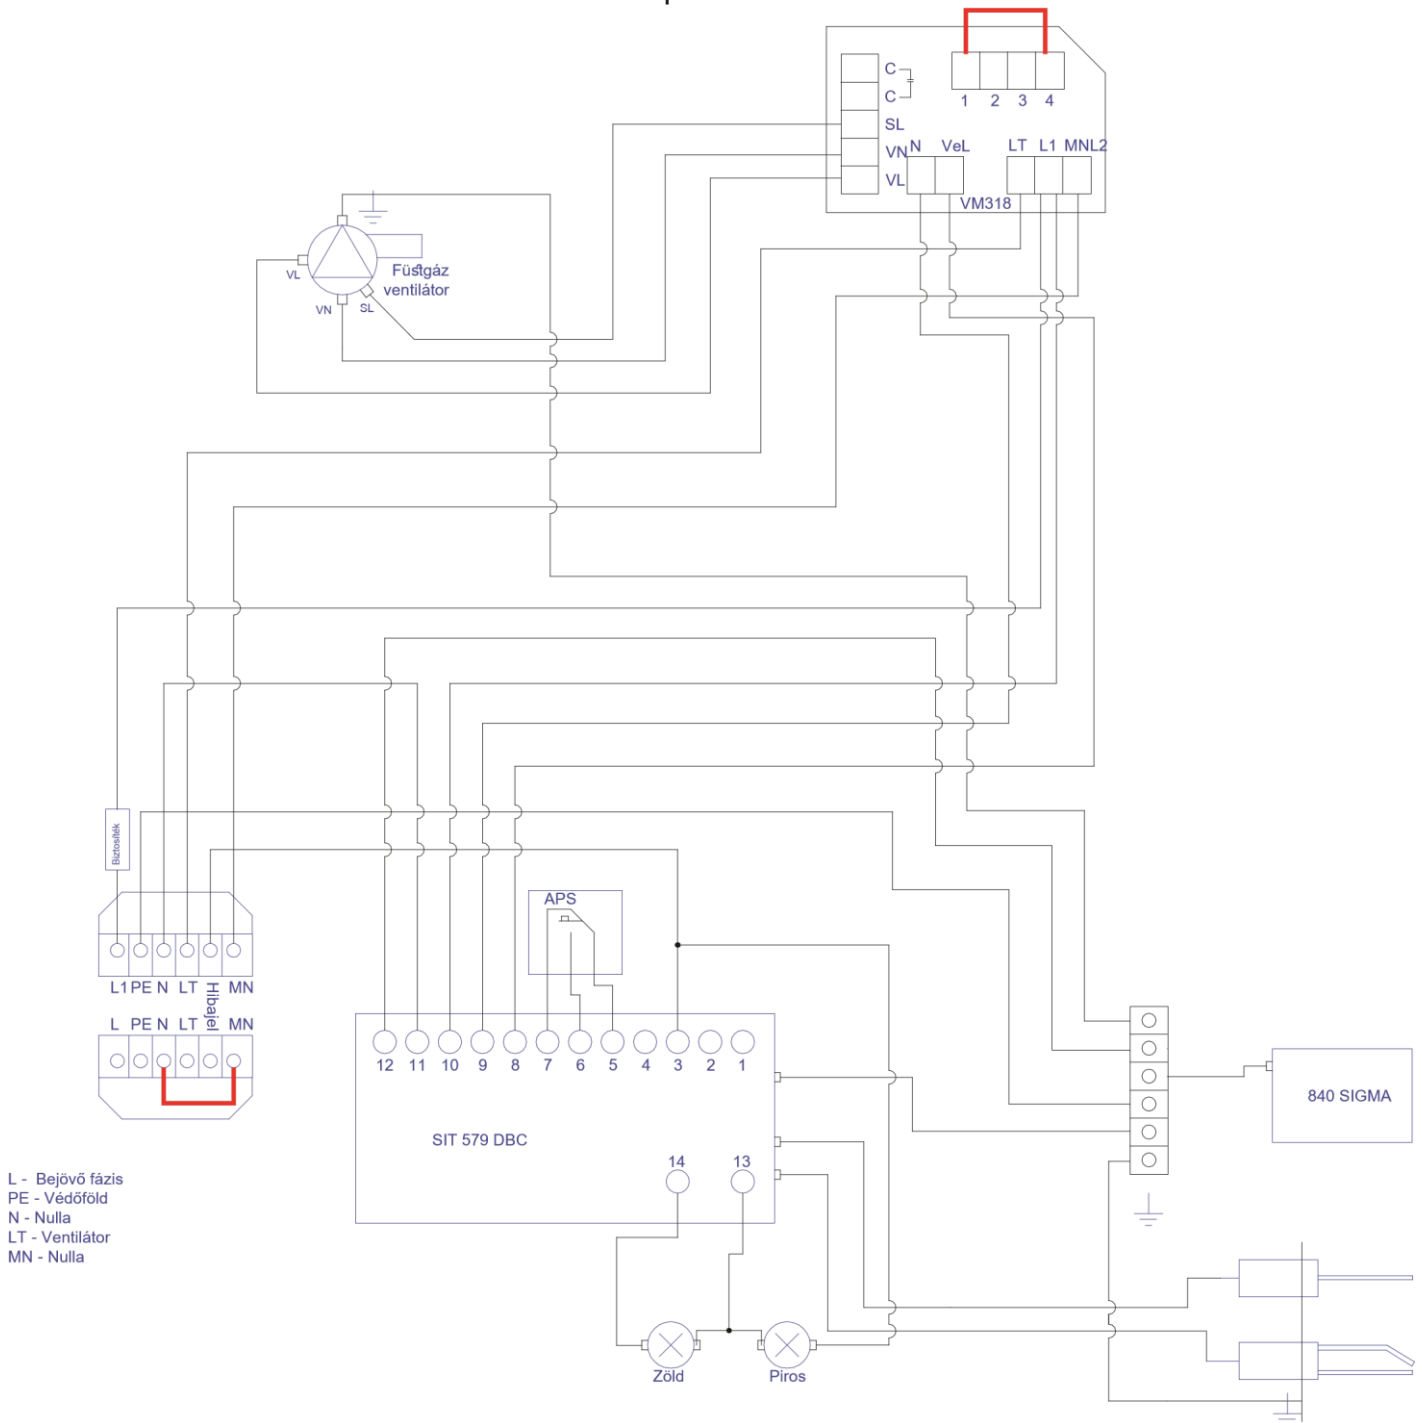 C
C
SL
VN
VL
1 2 3 4
N VeL LT L1 MNL2
VM318
VL
VN
SL
Füstgáz
ventilátor
Biztosíték
L1 PE N LT Hibajel MN
L PE N LT MN
APS
12 11 10 9 8 7 6 5 4 3 2 1
SIT 579 DBC
14 13
840 SIGMA
L - Bejövő fázis
PE - Védőföld
N - Nulla
LT - Ventilátor
MN - Nulla
Zöld
Piros